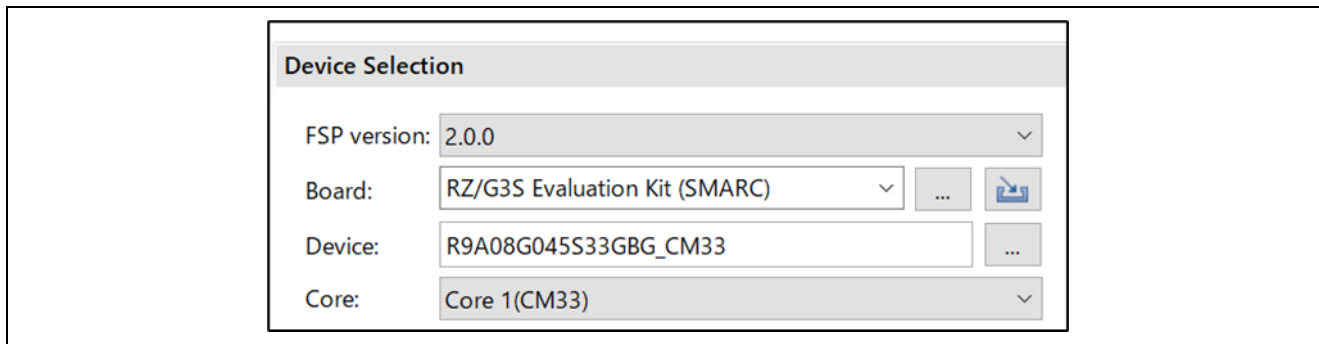 Device Selection
FSP version: 2.0.0
Board: RZ/G3S Evaluation Kit (SMARC) ...
Device: R9A08G045S33GBG_CM33 ...
Core: Core 1(CM33)